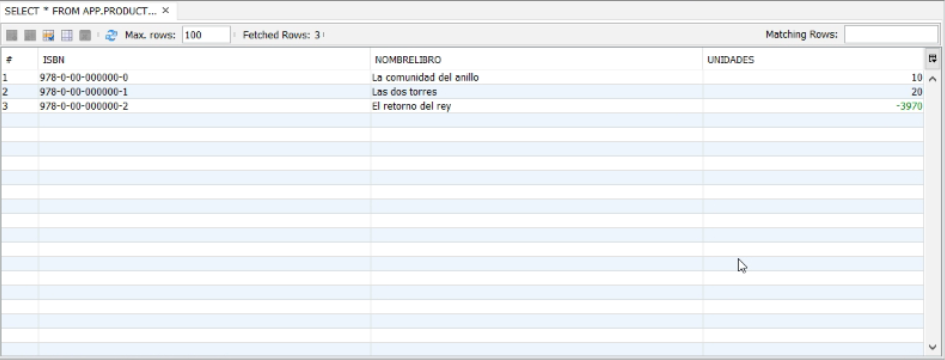 SELECT * FROM APP.PRODUCT... ×
Max. rows: 100 Fetched Rows: 3 Matching Rows:
# ISBN NOMBRELIBRO UNIDADES
1 978-0-00-000000-0 La comunidad del anillo 10
2 978-0-00-000000-1 Las dos torres 20
3 978-0-00-000000-2 El retorno del rey -3970